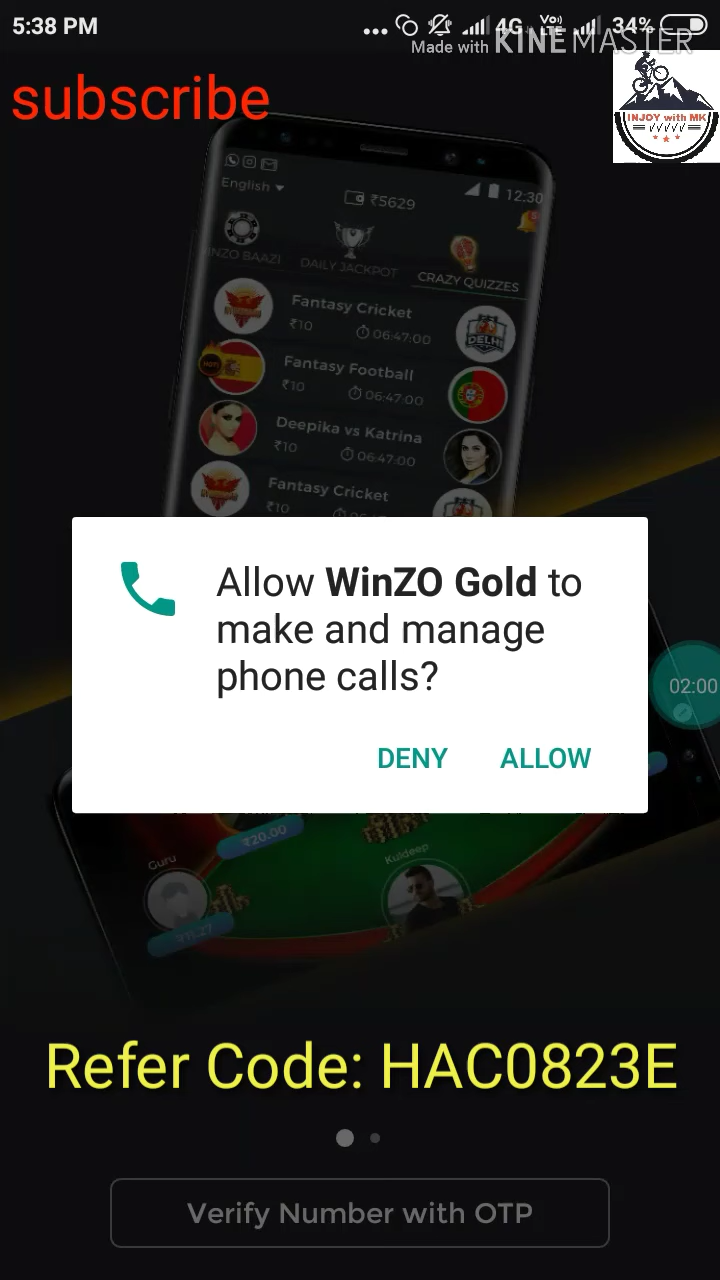 5:38 PM
4G
34%
Made with KINEMASTER
subscribe
INJOY with MK
English
₹5629
12:30
INZO BAAZI
DAILY JACKPOT
CRAZY QUIZZES
Fantasy Cricket
₹10
06:47:00
DELHI
Fantasy Football
₹10
06:47:00
Deepika vs Katrina
₹10
06:47:00
Fantasy Cricket
₹10
Allow WinZO Gold to
make and manage
phone calls?
02:00
DENY
ALLOW
₹20.00
Guru
Kuldeep
Refer Code: HAC0823E
Verify Number with OTP